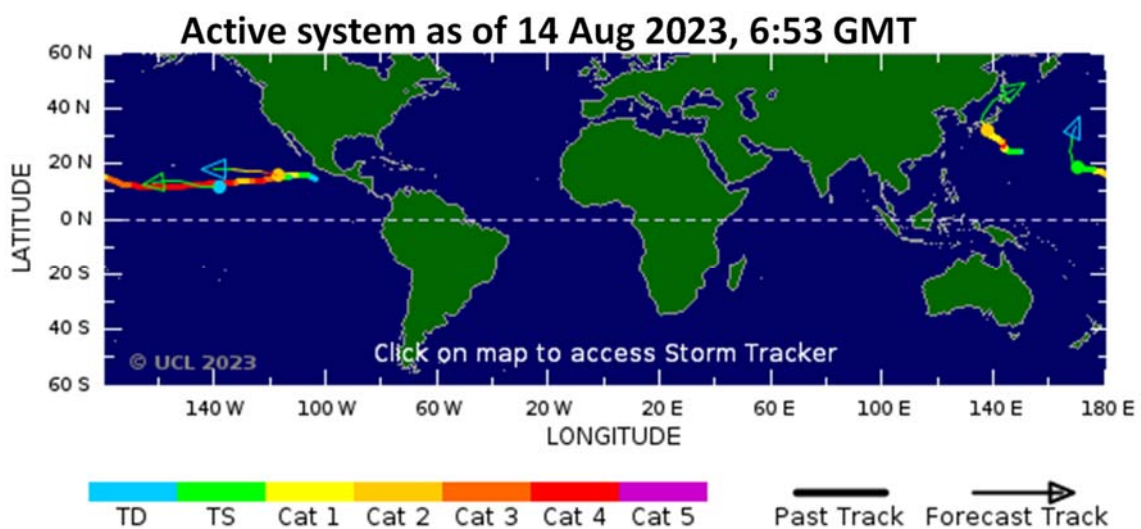 Active system as of 14 Aug 2023, 6:53 GMT
60 N
40 N
20 N
0 N
20 S
40 S
60 S
LATITUDE
© UCL 2023
Click on map to access Storm Tracker
140 W 100 W 60 W 20 W 20 E 60 E 100 E 140 E 180 E
LONGITUDE
TD TS Cat 1 Cat 2 Cat 3 Cat 4 Cat 5 Past Track Forecast Track